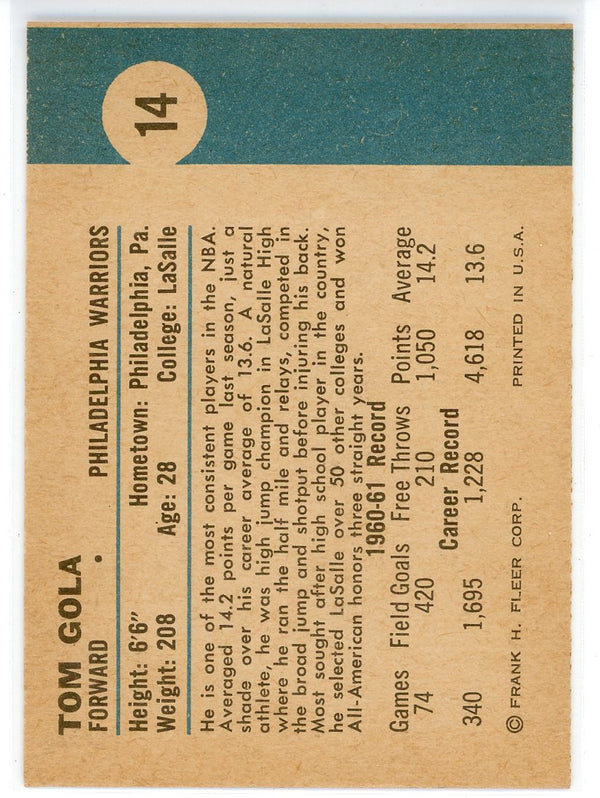 14
TOM GOLA
FORWARD • PHILADELPHIA WARRIORS
Height: 6'6" Hometown: Philadelphia, Pa.
Weight: 208 Age: 28 College: LaSalle
He is one of the most consistent players in the NBA.
Averaged 14.2 points per game last season, just a
shade over his career average of 13.6. A natural
athlete, he was high jump champion in LaSalle High
where he ran the half mile and relays, competed in
the broad jump and shotput before injuring his back.
Most sought after high school player in the country,
he selected LaSalle over 50 other colleges and won
All-American honors three straight years.
1960-61 Record
Games Field Goals Free Throws Points Average
74 420 210 1,050 14.2
Career Record
340 1,695 1,228 4,618 13.6
© FRANK H. FLEER CORP. PRINTED IN U.S.A.